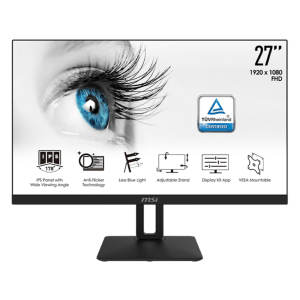 27"
1920 x 1080
FHD
TÜVRheinland
CERTIFIED
178°
IPS Panel with
Wide Viewing Angle
Anti-Flicker
Technology
Less Blue Light
Adjustable Stand
Display Kit App
VESA Mountable
msi